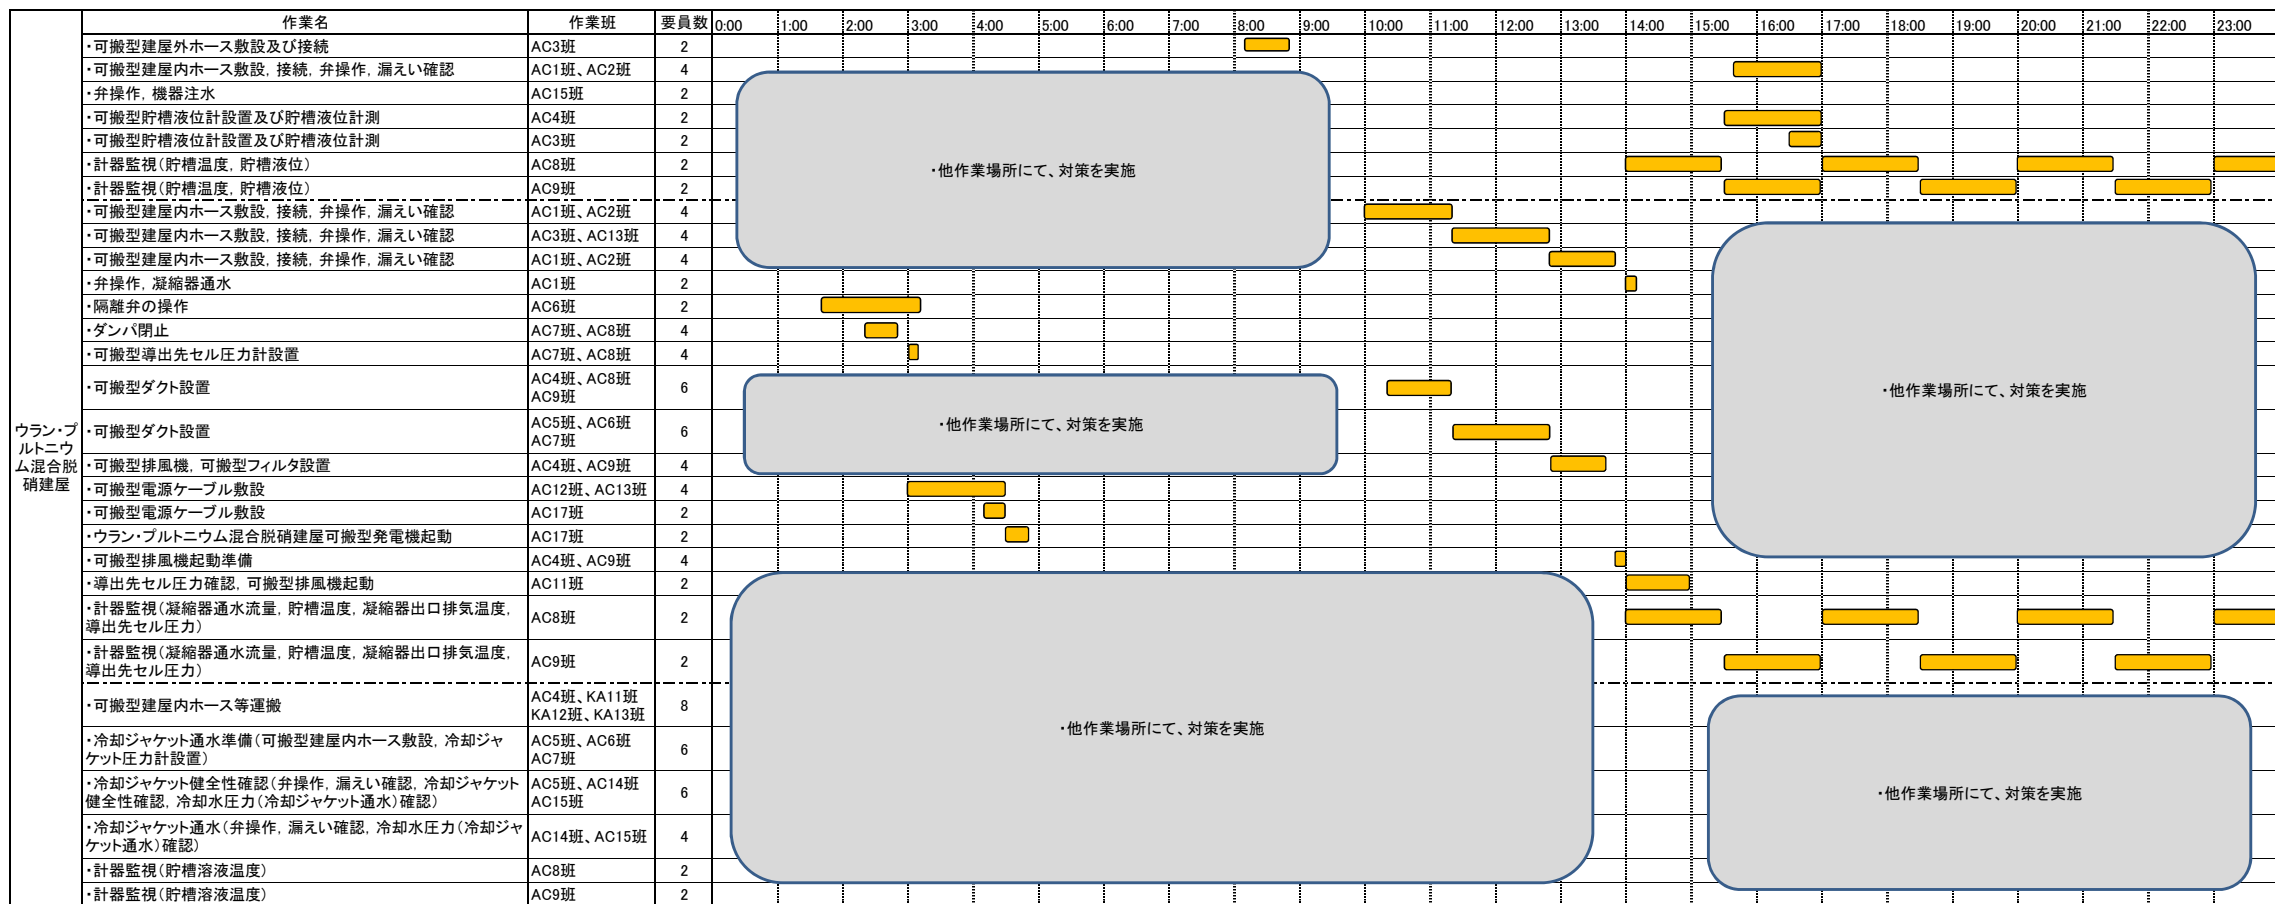 作業名 作業班 要員数 0:00 1:00 2:00 3:00 4:00 5:00 6:00 7:00 8:00 9:00 10:00 11:00 12:00 13:00 14:00 15:00 16:00 17:00 18:00 19:00 20:00 21:00 22:00 23:00
ウラン・プ
ルトニウ
ム混合脱
硝建屋
・可搬型建屋外ホース敷設及び接続 AC3班 2
・可搬型建屋内ホース敷設, 接続, 弁操作, 漏えい確認 AC1班、AC2班 4
・弁操作, 機器注水 AC15班 2
・可搬型貯槽液位計設置及び貯槽液位計測 AC4班 2
・可搬型貯槽液位計設置及び貯槽液位計測 AC3班 2
・計器監視(貯槽温度, 貯槽液位) AC8班 2
・他作業場所にて、対策を実施
・計器監視(貯槽温度, 貯槽液位) AC9班 2
・可搬型建屋内ホース敷設, 接続, 弁操作, 漏えい確認 AC1班、AC2班 4
・可搬型建屋内ホース敷設, 接続, 弁操作, 漏えい確認 AC3班、AC13班 4
・可搬型建屋内ホース敷設, 接続, 弁操作, 漏えい確認 AC1班、AC2班 4
・弁操作, 凝縮器通水 AC1班 2
・隔離弁の操作 AC6班 2
・ダンパ閉止 AC7班、AC8班 4
・可搬型導出先セル圧力計設置 AC7班、AC8班 4
・可搬型ダクト設置 AC4班、AC8班
AC9班 6
・他作業場所にて、対策を実施
・可搬型ダクト設置 AC5班、AC6班
AC7班 6
・他作業場所にて、対策を実施
・可搬型排風機, 可搬型フィルタ設置 AC4班、AC9班 4
・可搬型電源ケーブル敷設 AC12班、AC13班 4
・可搬型電源ケーブル敷設 AC17班 2
・ウラン・プルトニウム混合脱硝建屋可搬型発電機起動 AC17班 2
・可搬型排風機起動準備 AC4班、AC9班 4
・導出先セル圧力確認, 可搬型排風機起動 AC11班 2
・計器監視(凝縮器通水流量, 貯槽温度, 凝縮器出口排気温度,
導出先セル圧力) AC8班 2
・計器監視(凝縮器通水流量, 貯槽温度, 凝縮器出口排気温度,
導出先セル圧力) AC9班 2
・可搬型建屋内ホース等運搬 AC4班、KA11班
KA12班、KA13班 8
・他作業場所にて、対策を実施
・冷却ジャケット通水準備(可搬型建屋内ホース敷設, 冷却ジャ
ケット圧力計設置) AC5班、AC6班
AC7班 6
・冷却ジャケット健全性確認(弁操作, 漏えい確認, 冷却ジャケット
健全性確認, 冷却水圧力(冷却ジャケット通水)確認) AC5班、AC14班
AC15班 6
・他作業場所にて、対策を実施
・冷却ジャケット通水(弁操作, 漏えい確認, 冷却水圧力(冷却ジャ
ケット通水)確認) AC14班、AC15班 4
・計器監視(貯槽溶液温度) AC8班 2
・計器監視(貯槽溶液温度) AC9班 2